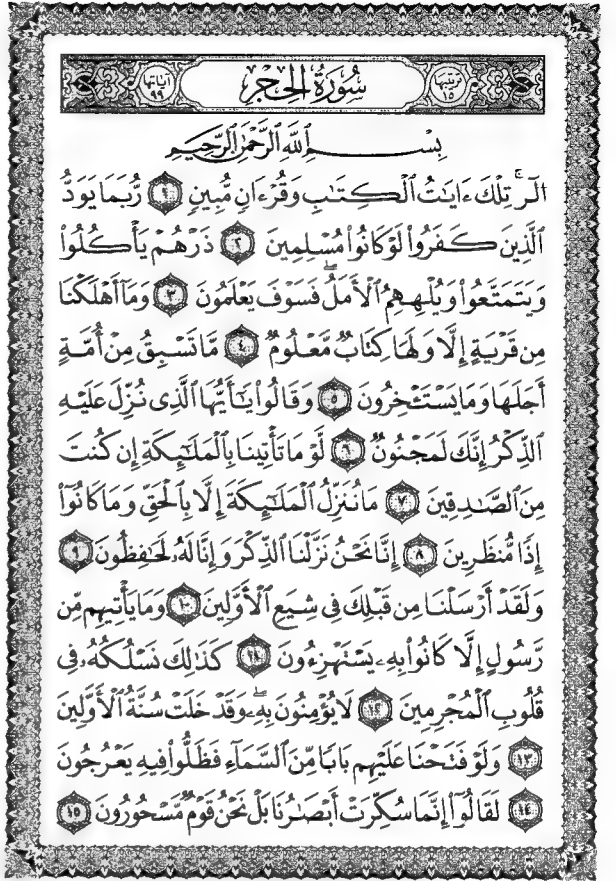 ترتيبها ١٥ سُورَةُ الحِجْرِ آياتها ٩٩
بِسْمِ ٱللَّهِ ٱلرَّحْمَٰنِ ٱلرَّحِيمِ
الٓرۚ تِلْكَ ءَايَٰتُ ٱلْكِتَٰبِ وَقُرْءَانٍ مُّبِينٍ ١ رُّبَمَا يَوَدُّ
ٱلَّذِينَ كَفَرُوا۟ لَوْ كَانُوا۟ مُسْلِمِينَ ٢ ذَرْهُمْ يَأْكُلُوا۟
وَيَتَمَتَّعُوا۟ وَيُلْهِهِمُ ٱلْأَمَلُۖ فَسَوْفَ يَعْلَمُونَ ٣ وَمَآ أَهْلَكْنَا
مِن قَرْيَةٍ إِلَّا وَلَهَا كِتَابٌ مَّعْلُومٌ ٤ مَّا تَسْبِقُ مِنْ أُمَّةٍ
أَجَلَهَا وَمَا يَسْتَـْٔخِرُونَ ٥ وَقَالُوا۟ يَٰٓأَيُّهَا ٱلَّذِى نُزِّلَ عَلَيْهِ
ٱلذِّكْرُ إِنَّكَ لَمَجْنُونٌ ٦ لَّوْ مَا تَأْتِينَا بِٱلْمَلَٰٓئِكَةِ إِن كُنتَ
مِنَ ٱلصَّٰدِقِينَ ٧ مَا نُنَزِّلُ ٱلْمَلَٰٓئِكَةَ إِلَّا بِٱلْحَقِّ وَمَا كَانُوٓا۟
إِذًا مُّنظَرِينَ ٨ إِنَّا نَحْنُ نَزَّلْنَا ٱلذِّكْرَ وَإِنَّا لَهُۥ لَحَٰفِظُونَ ٩
وَلَقَدْ أَرْسَلْنَا مِن قَبْلِكَ فِى شِيَعِ ٱلْأَوَّلِينَ ١٠ وَمَا يَأْتِيهِم مِّن
رَّسُولٍ إِلَّا كَانُوا۟ بِهِۦ يَسْتَهْزِءُونَ ١١ كَذَٰلِكَ نَسْلُكُهُۥ فِى
قُلُوبِ ٱلْمُجْرِمِينَ ١٢ لَا يُؤْمِنُونَ بِهِۦۖ وَقَدْ خَلَتْ سُنَّةُ ٱلْأَوَّلِينَ
١٣ وَلَوْ فَتَحْنَا عَلَيْهِم بَابًا مِّنَ ٱلسَّمَآءِ فَظَلُّوا۟ فِيهِ يَعْرُجُونَ
١٤ لَقَالُوٓا۟ إِنَّمَا سُكِّرَتْ أَبْصَٰرُنَا بَلْ نَحْنُ قَوْمٌ مَّسْحُورُونَ ١٥